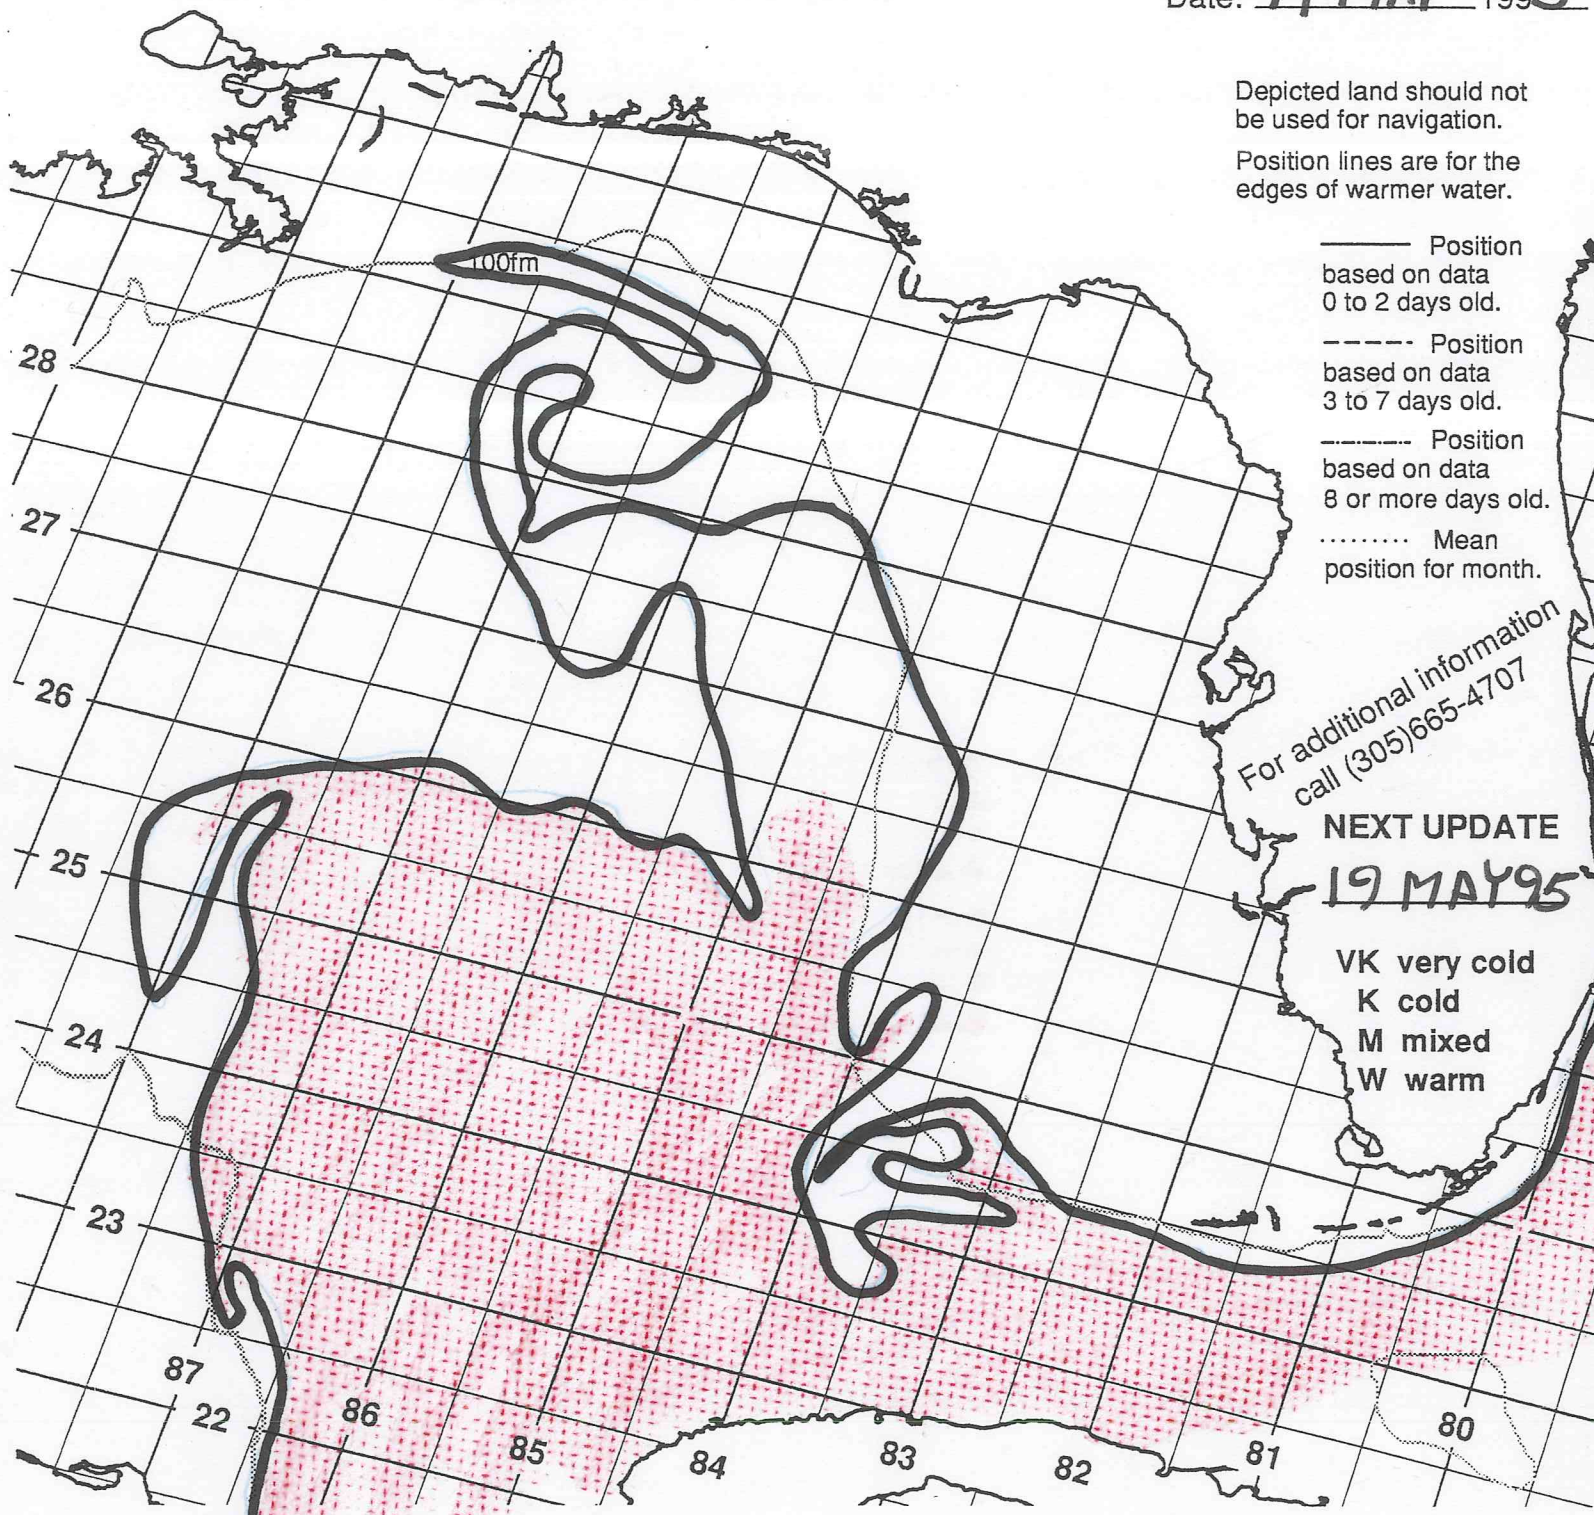 Date: 199
Depicted land should not
be used for navigation.
Position lines are for the
edges of warmer water.
Position
based on data
0 to 2 days old.
Position
based on data
3 to 7 days old.
Position
based on data
8 or more days old.
Mean
position for month.
For additional information
call (305)665-4707
NEXT UPDATE
19 MAY95
VK very cold
K cold
M mixed
W warm
100fm
28
27
26
25
24
23
22
87
86
85
84
83
82
81
80